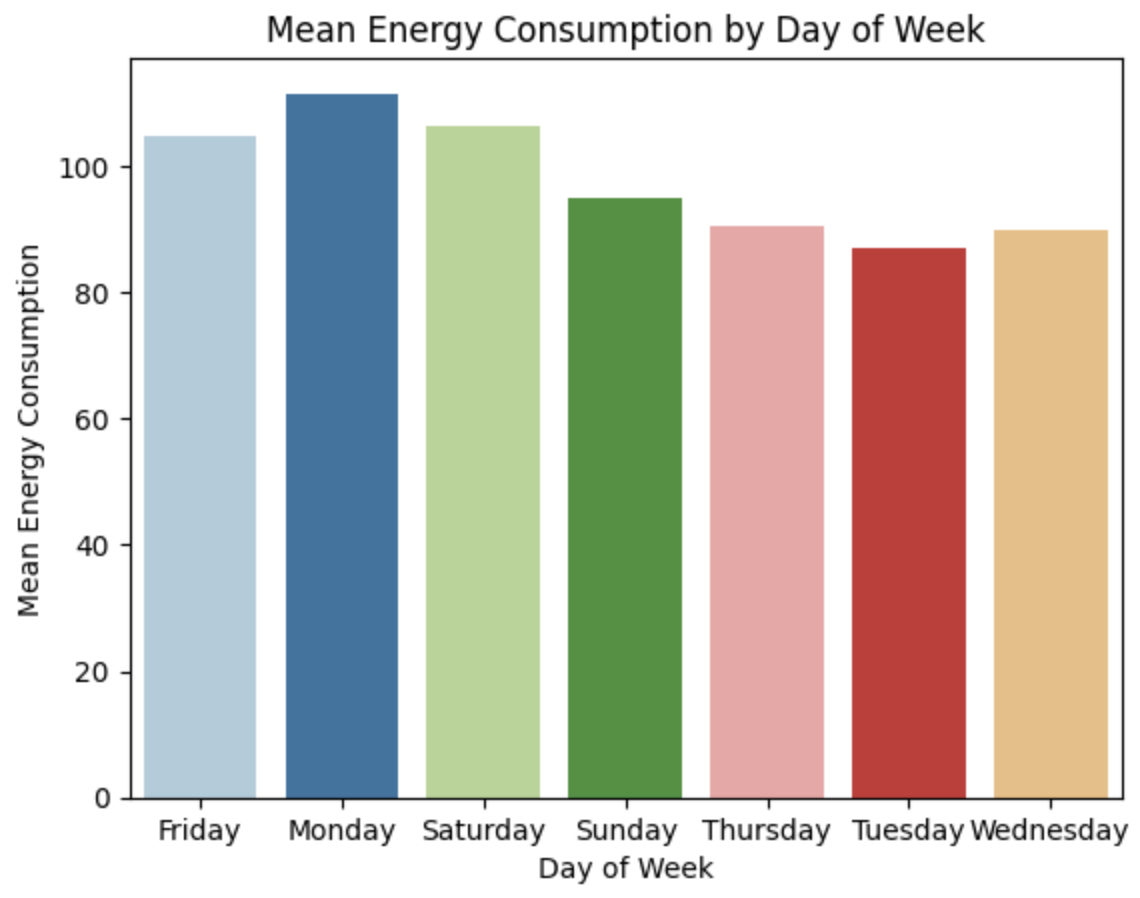 Mean Energy Consumption by Day of Week
Mean Energy Consumption
100
80
60
40
20
0
Friday Monday Saturday Sunday Thursday Tuesday Wednesday
Day of Week